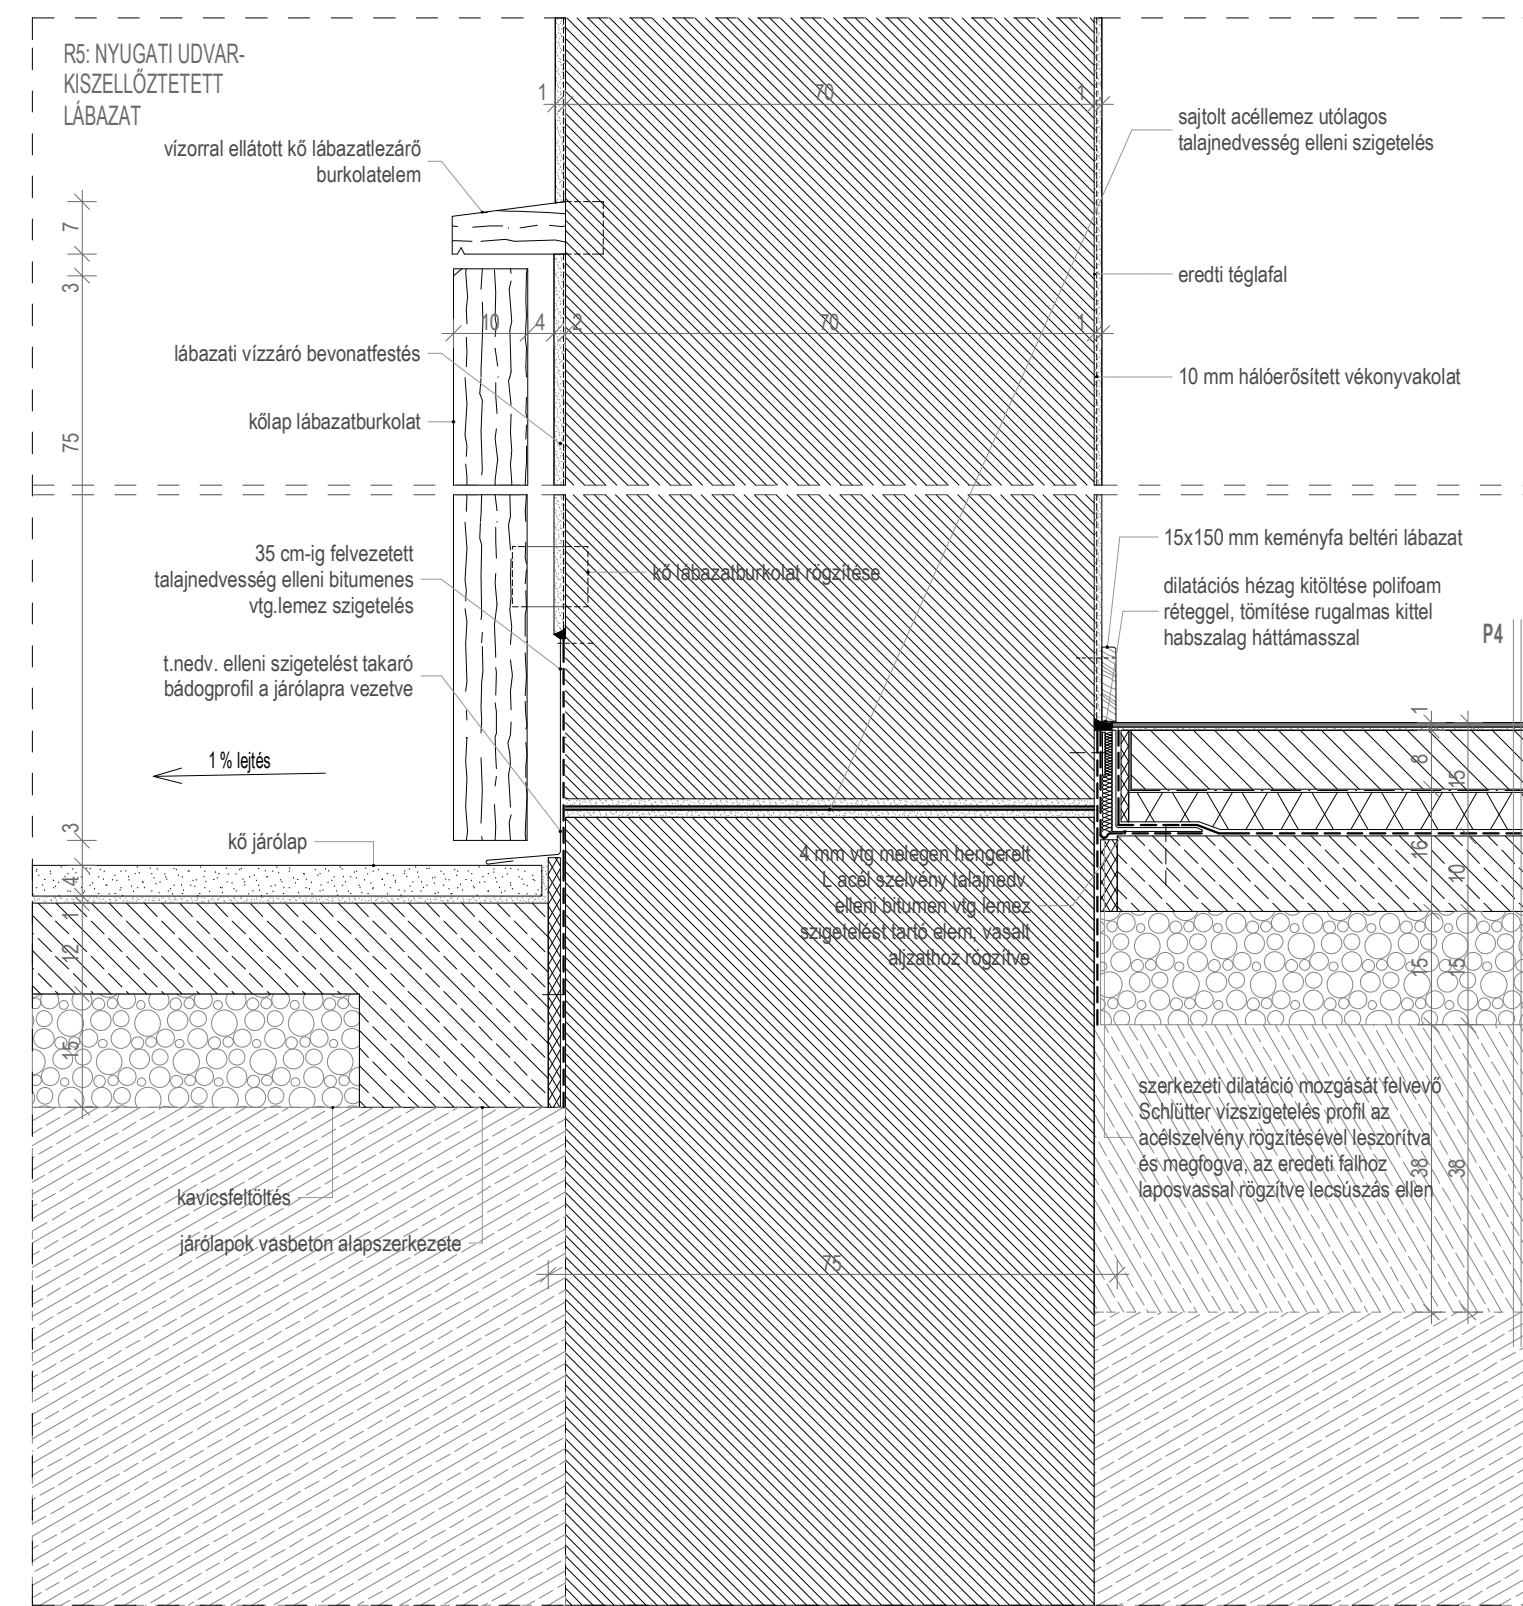 R5: NYUGATI UDVAR-
KISZELLŐZTETETT
LÁBAZAT
vízorral ellátott kő lábazatlezárő
burkolatelem
lábazati vízzáró bevonatfestés
kőlap lábazatburkolat
35 cm-ig felvezetett
talajnedvesség elleni bitumenes
vtg.lemez szigetelés
t.nedv. elleni szigetelést takaró
bádogprofil a járólapra vezetve
1 % lejtés
kő járólap
kavicsfeltöltés
járólapok vasbeton alapszerkezete
7
3
75
3
4
1
12
15
1
70
1
10
4
2
70
1
kő lábazatburkolat rögzítése
4 mm vtg melegen hengerelt
L acél szelvény talajnedv.
elleni bitumen vtg.lemez
szigetelést tartó elem, vasalt
aljzathoz rögzítve
75
sajtolt acéllemez utólagos
talajnedvesség elleni szigetelés
eredti téglafal
10 mm hálóerősített vékonyvakolat
15x150 mm keményfa beltéri lábazat
dilatációs hézag kitöltése polifoam
réteggel, tömítése rugalmas kittel
habszalag háttámasszal
P4
1
8
16
15
38
15
10
15
38
szerkezeti dilatáció mozgását felvevő
Schlütter vízszigetelés profil az
acélszelvény rögzítésével leszorítva
és megfogva, az eredeti falhoz
laposvassal rögzítve lecsúszás ellen